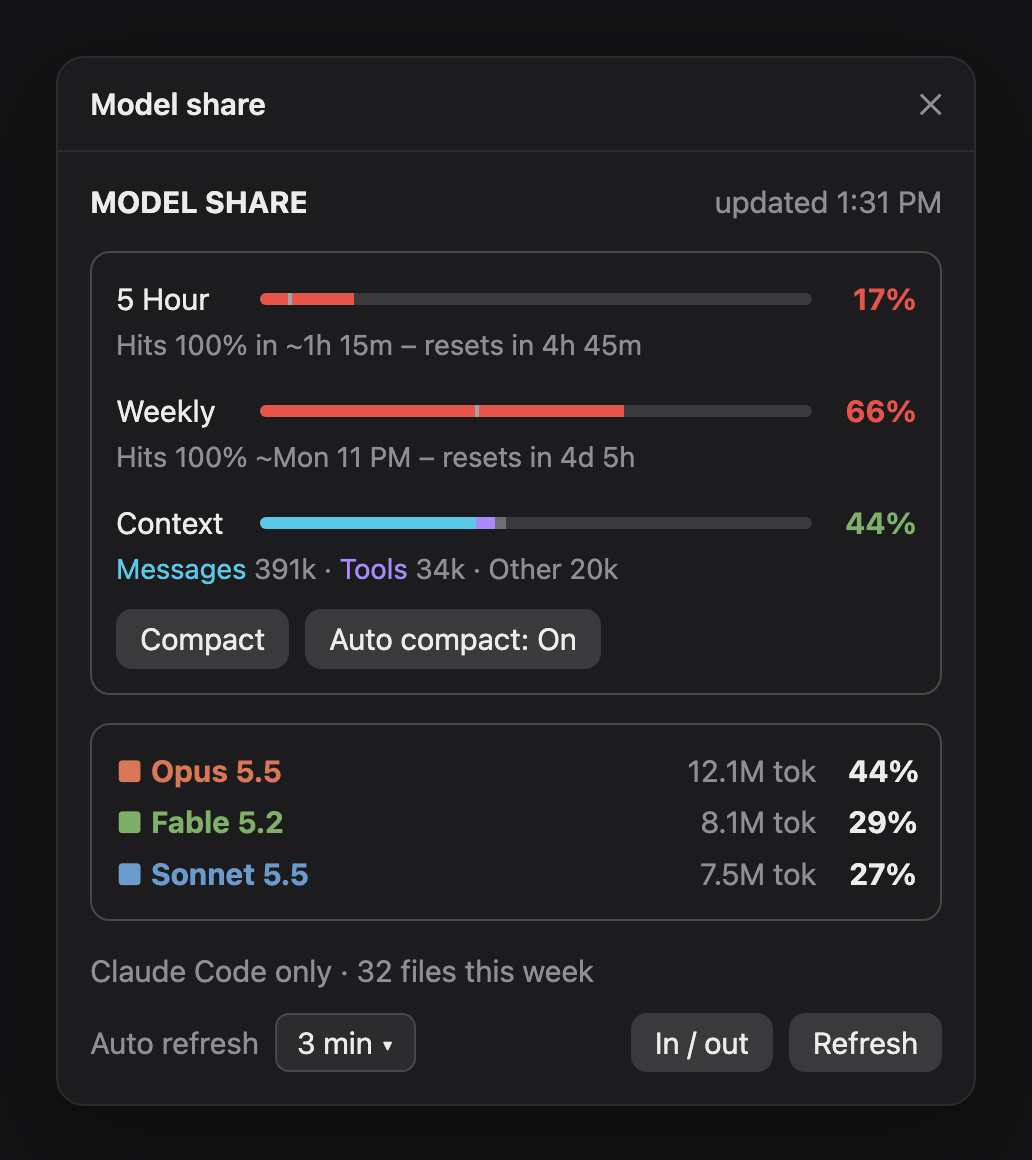 Model share
MODEL SHARE updated 1:31 PM
5 Hour 17%
Hits 100% in ~1h 15m – resets in 4h 45m
Weekly 66%
Hits 100% ~Mon 11 PM – resets in 4d 5h
Context 44%
Messages 391k · Tools 34k · Other 20k
Compact Auto compact: On
Opus 5.5 12.1M tok 44%
Fable 5.2 8.1M tok 29%
Sonnet 5.5 7.5M tok 27%
Claude Code only · 32 files this week
Auto refresh 3 min ▾ In / out Refresh